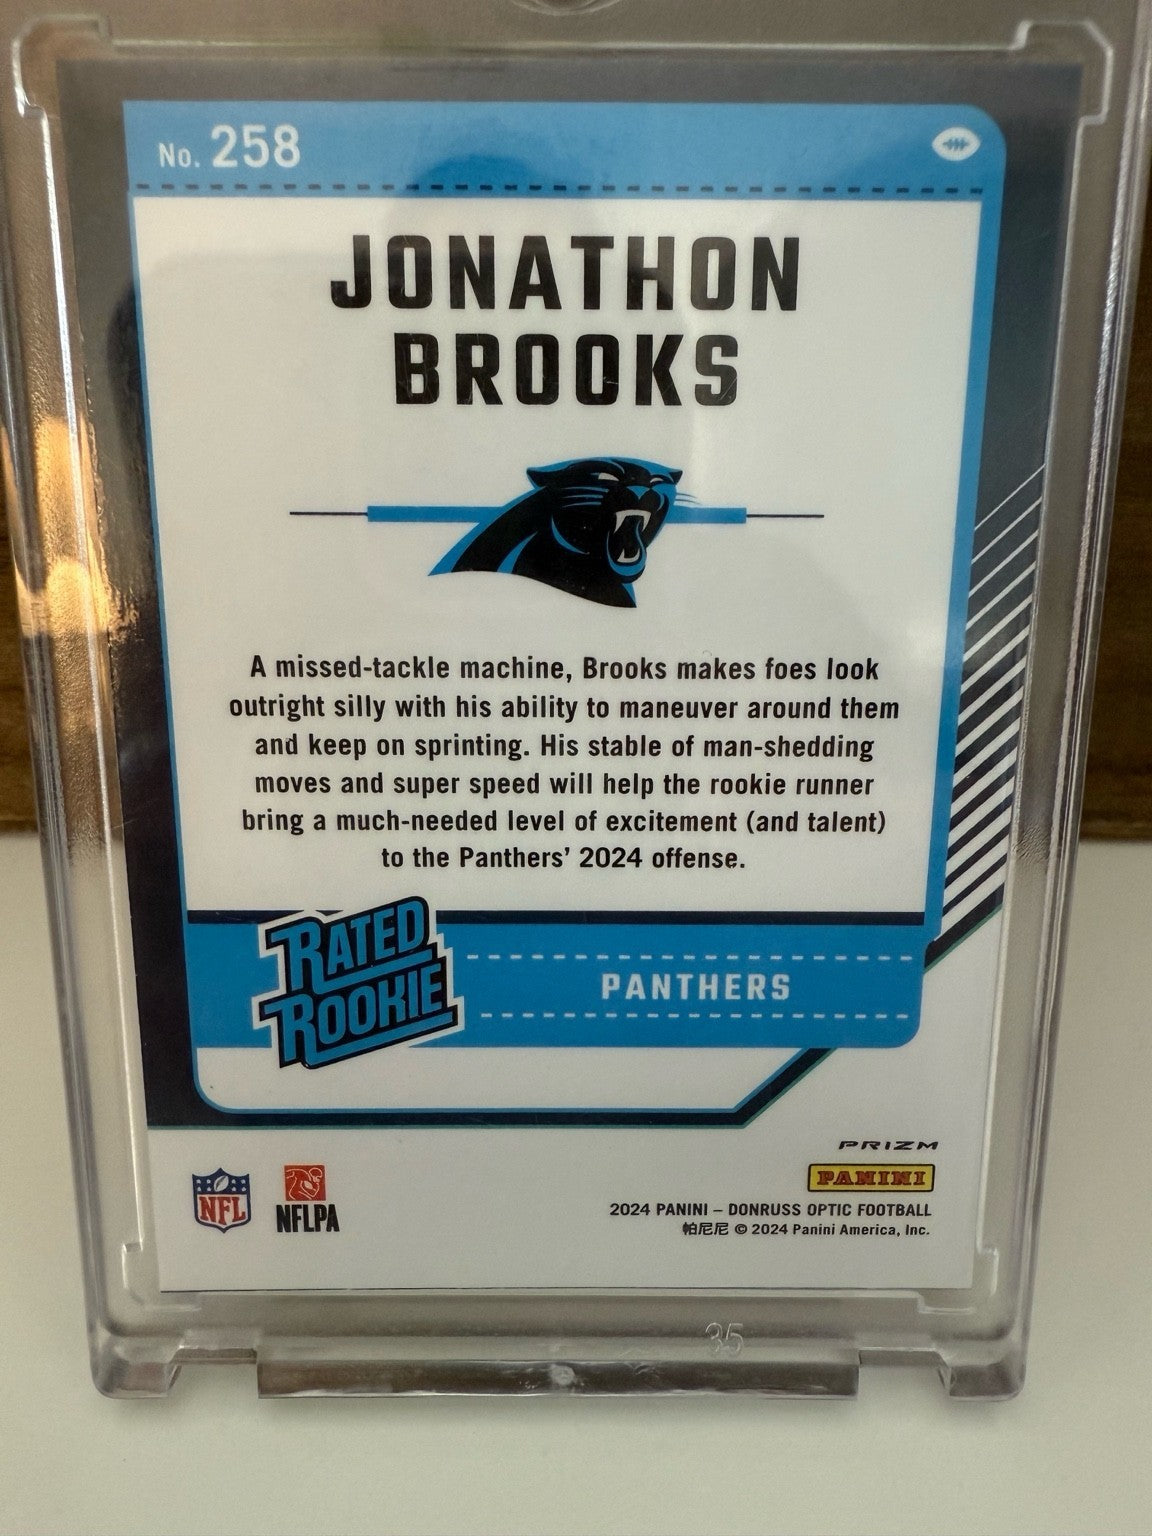 No. 258
JONATHON
BROOKS
A missed-tackle machine, Brooks makes foes look
outright silly with his ability to maneuver around them
and keep on sprinting. His stable of man-shedding
moves and super speed will help the rookie runner
bring a much-needed level of excitement (and talent)
to the Panthers' 2024 offense.
RATED
ROOKIE
PANTHERS
PRIZM
PANINI
NFL
NFLPA
2024 PANINI – DONRUSS OPTIC FOOTBALL
帕尼尼 © 2024 Panini America, Inc.
35